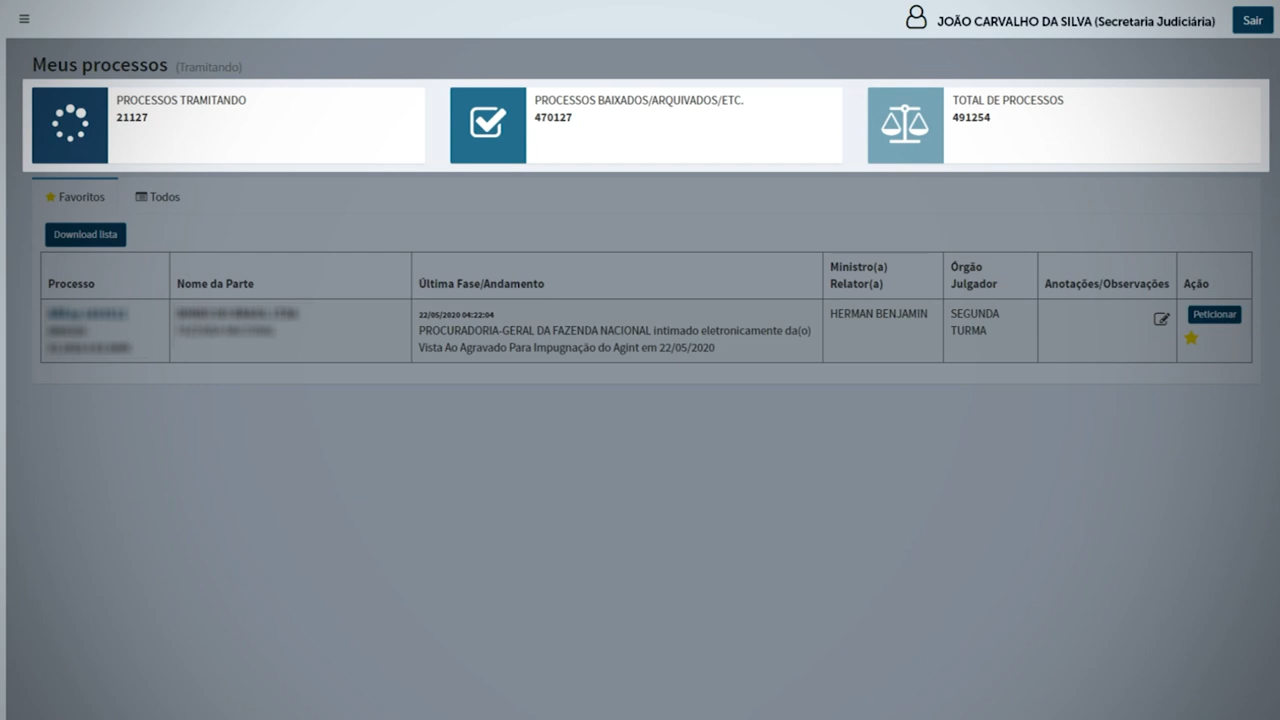 JOÃO CARVALHO DA SILVA (Secretaria Judiciária)
Sair
Meus processos (Tramitando)
PROCESSOS TRAMITANDO
21127
PROCESSOS BAIXADOS/ARQUIVADOS/ETC.
470127
TOTAL DE PROCESSOS
491254
Favoritos
Todos
Download lista
Processo
Nome da Parte
Última Fase/Andamento
Ministro(a)
Relator(a)
Órgão
Julgador
Anotações/Observações
Ação
22/05/2020 04:22:04
PROCURADORIA-GERAL DA FAZENDA NACIONAL intimado eletronicamente da(o)
Vista Ao Agravado Para Impugnação do Agint em 22/05/2020
HERMAN BENJAMIN
SEGUNDA
TURMA
Peticionar